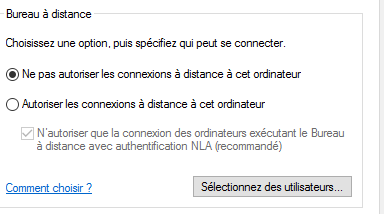 Bureau à distance
Choisissez une option, puis spécifiez qui peut se connecter.
Ne pas autoriser les connexions à distance à cet ordinateur
Autoriser les connexions à distance à cet ordinateur
N'autoriser que la connexion des ordinateurs exécutant le Bureau
à distance avec authentification NLA (recommandé)
Comment choisir ?
Sélectionnez des utilisateurs...